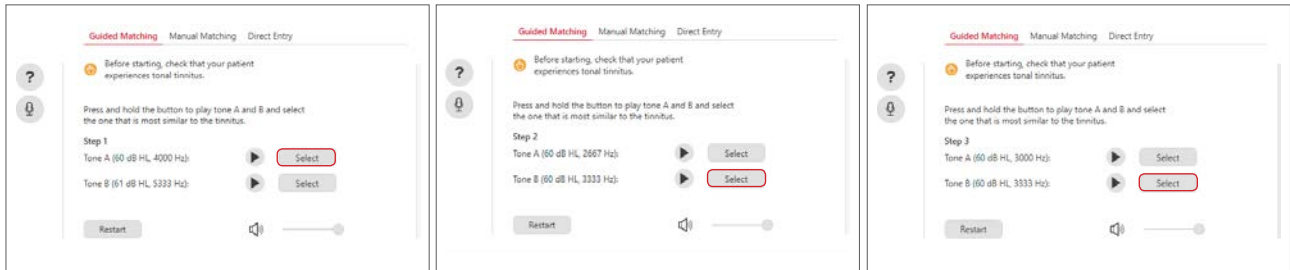 Guided Matching Manual Matching Direct Entry
Before starting, check that your patient
experiences tonal tinnitus.
?
Press and hold the button to play tone A and B and select
the one that is most similar to the tinnitus.
Step 1
Tone A (60 dB HL, 4000 Hz): Select
Tone B (61 dB HL, 5333 Hz): Select
Restart
Guided Matching Manual Matching Direct Entry
Before starting, check that your patient
experiences tonal tinnitus.
?
Press and hold the button to play tone A and B and select
the one that is most similar to the tinnitus.
Step 2
Tone A (60 dB HL, 2667 Hz): Select
Tone B (60 dB HL, 3333 Hz): Select
Restart
Guided Matching Manual Matching Direct Entry
Before starting, check that your patient
experiences tonal tinnitus.
?
Press and hold the button to play tone A and B and select
the one that is most similar to the tinnitus.
Step 3
Tone A (60 dB HL, 3000 Hz): Select
Tone B (60 dB HL, 3333 Hz): Select
Restart